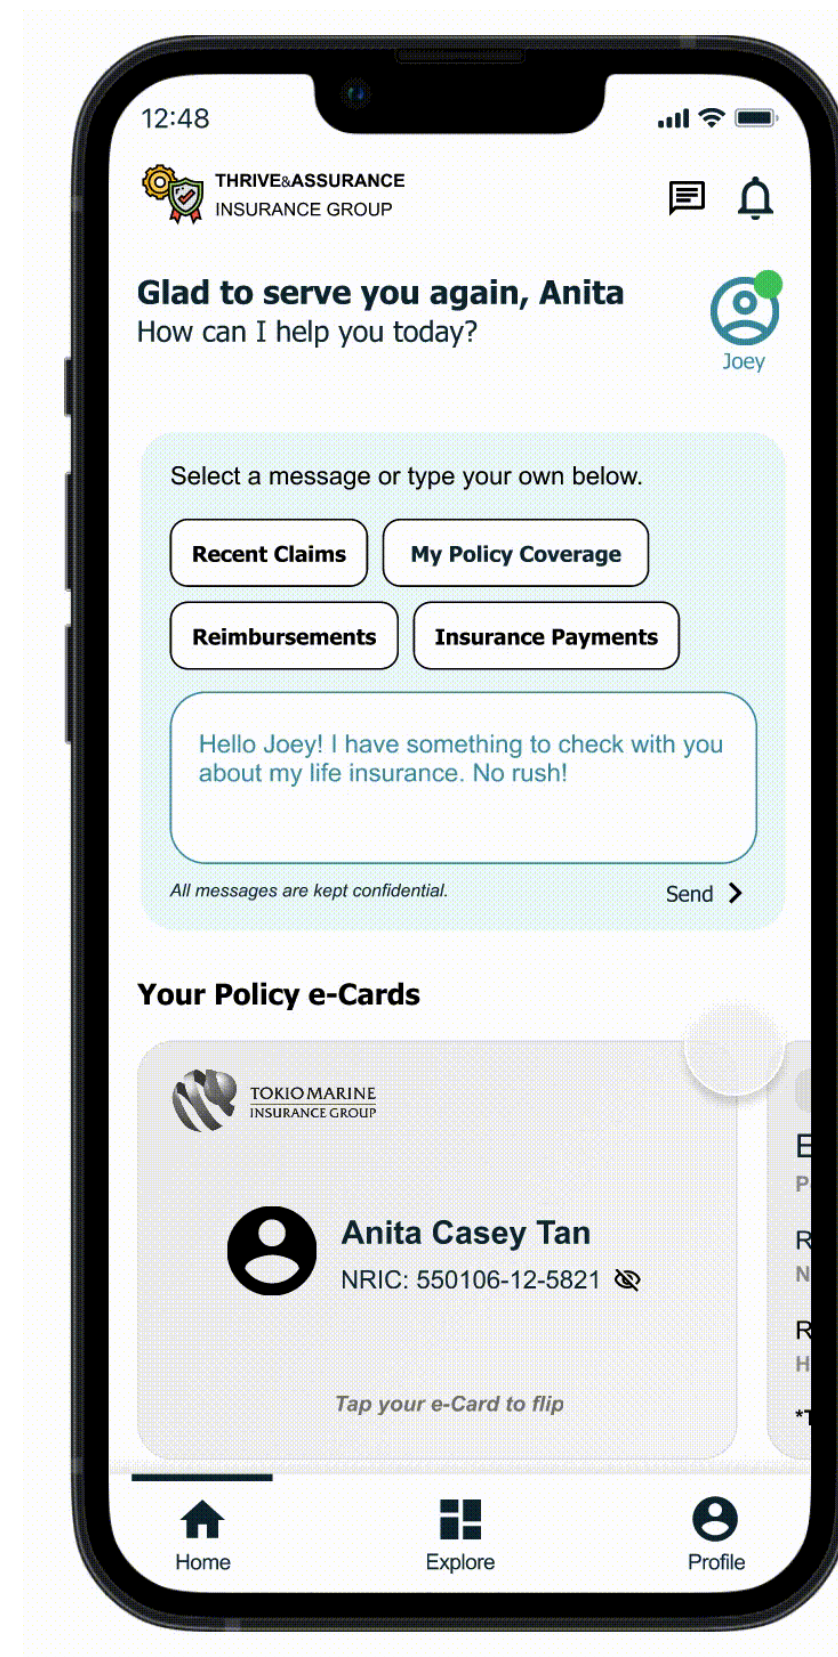 12:48
THRIVE&ASSURANCE
INSURANCE GROUP
Glad to serve you again, Anita
How can I help you today?
Joey
Select a message or type your own below.
Recent Claims
My Policy Coverage
Reimbursements
Insurance Payments
Hello Joey! I have something to check with you
about my life insurance. No rush!
All messages are kept confidential.
Send
Your Policy e-Cards
TOKIO MARINE
INSURANCE GROUP
Anita Casey Tan
NRIC: 550106-12-5821
Tap your e-Card to flip
Home
Explore
Profile